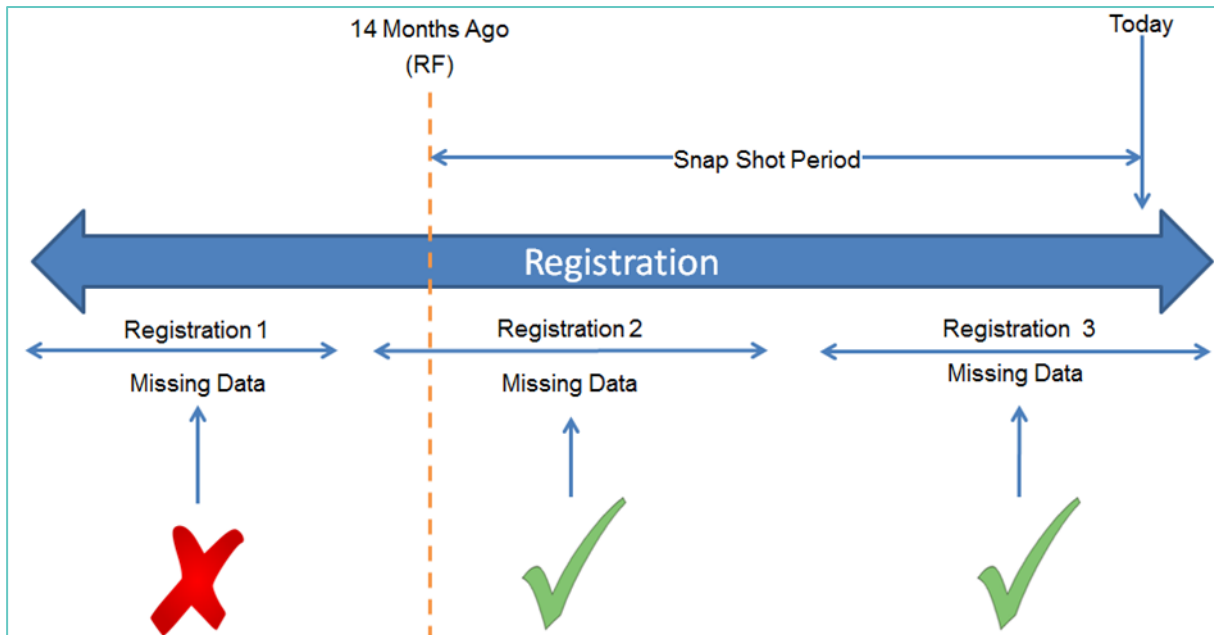 14 Months Ago
(RF)
Today
Snap Shot Period
Registration
Registration 1
Registration 2
Registration 3
Missing Data
Missing Data
Missing Data